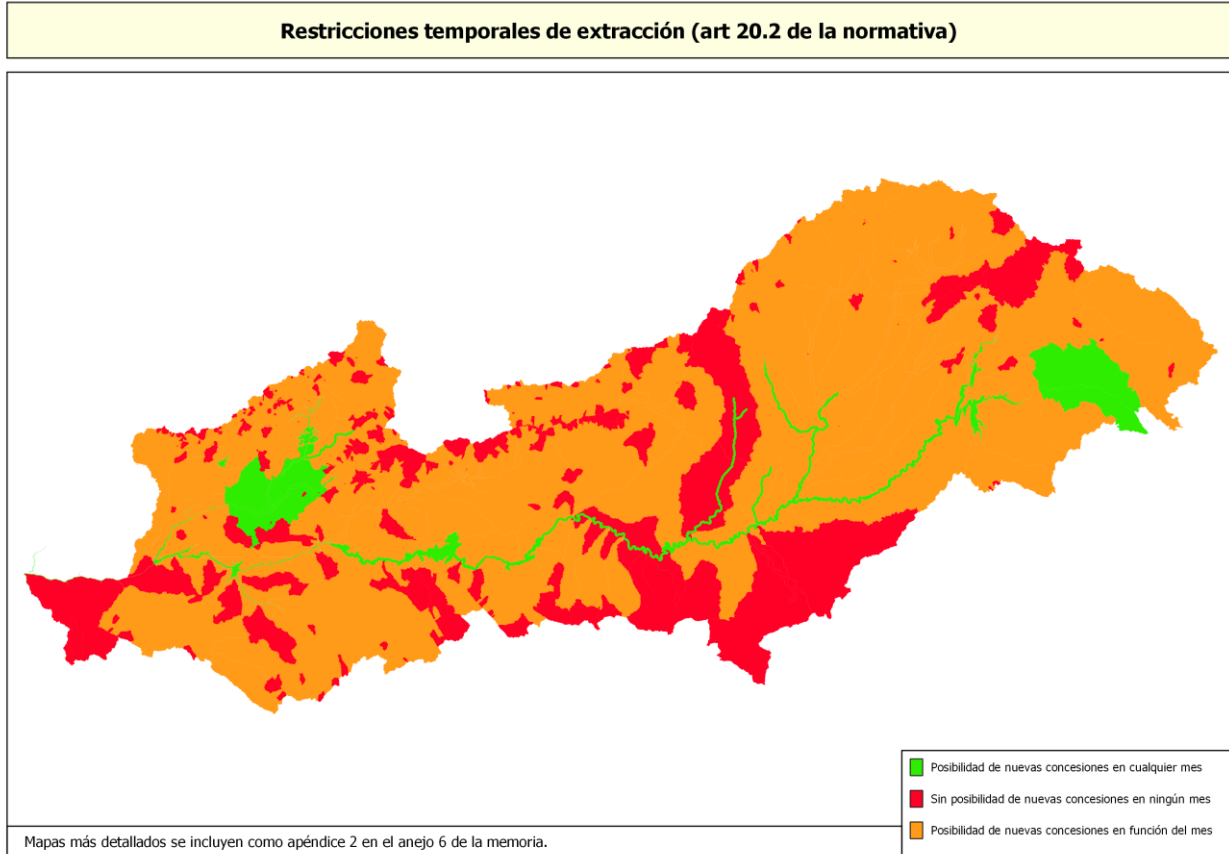 Restricciones temporales de extracción (art 20.2 de la normativa)
Posibilidad de nuevas concesiones en cualquier mes
Sin posibilidad de nuevas concesiones en ningún mes
Posibilidad de nuevas concesiones en función del mes
Mapas más detallados se incluyen como apéndice 2 en el anejo 6 de la memoria.